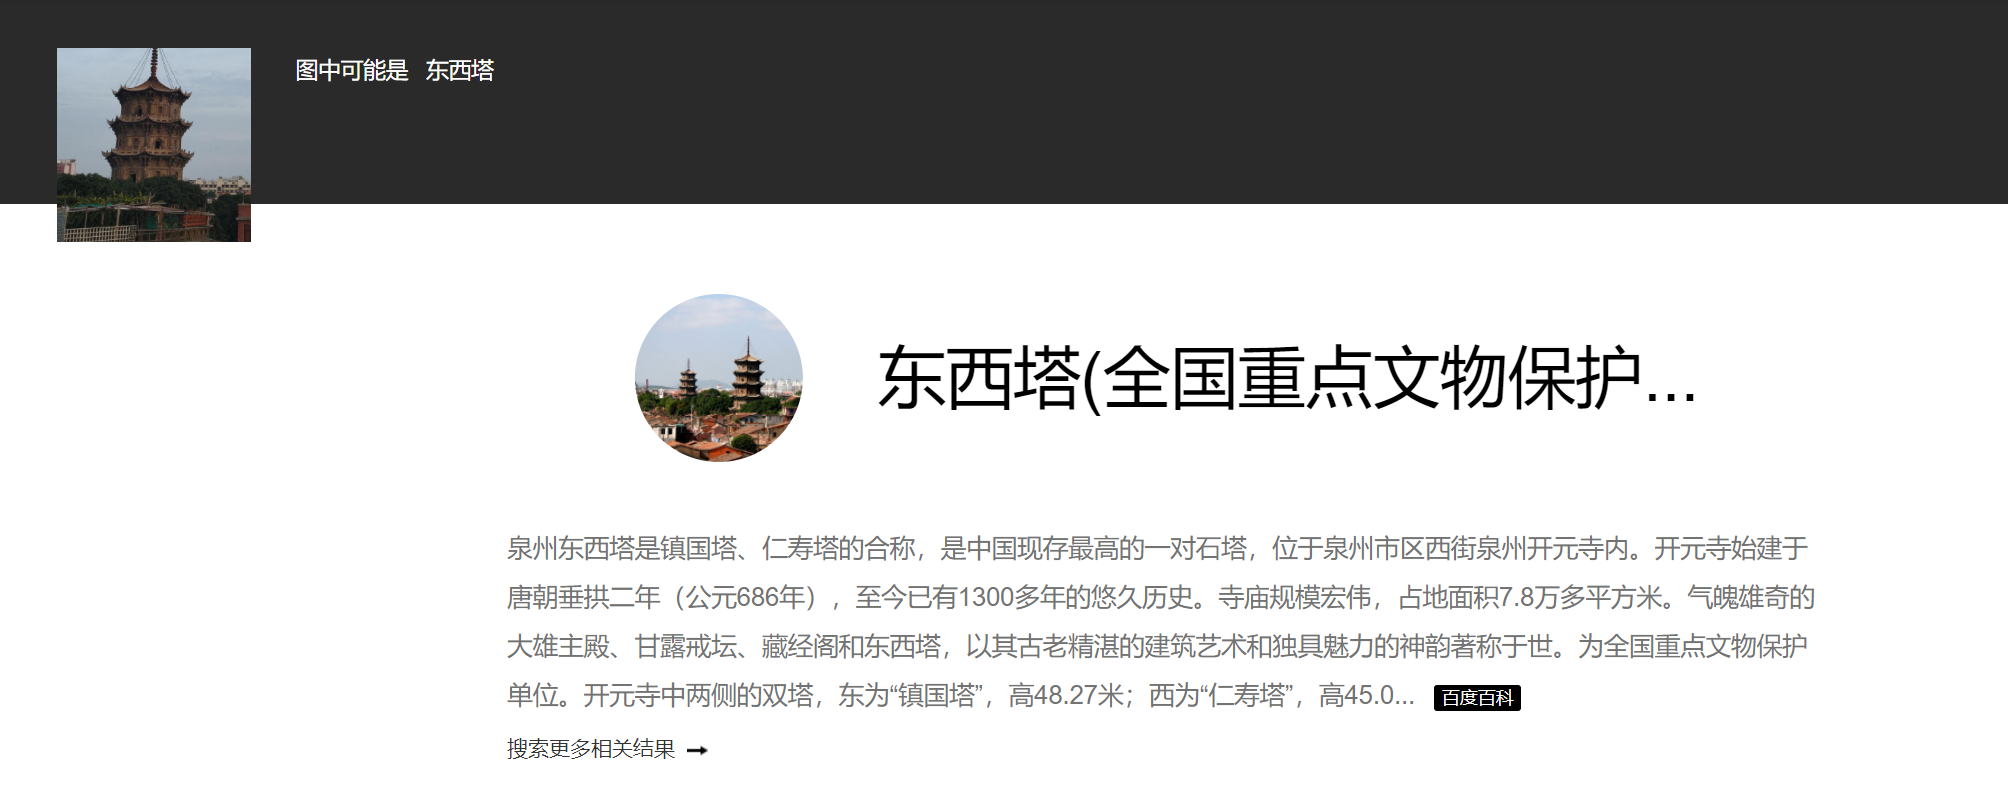 图中可能是 东西塔
东西塔(全国重点文物保护...
泉州东西塔是镇国塔、仁寿塔的合称，是中国现存最高的一对石塔，位于泉州市区西街泉州开元寺内。开元寺始建于
唐朝垂拱二年（公元686年），至今已有1300多年的悠久历史。寺庙规模宏伟，占地面积7.8万多平方米。气魄雄奇的
大雄主殿、甘露戒坛、藏经阁和东西塔，以其古老精湛的建筑艺术和独具魅力的神韵著称于世。为全国重点文物保护
单位。开元寺中两侧的双塔，东为“镇国塔”，高48.27米；西为“仁寿塔”，高45.0... 百度百科
搜索更多相关结果